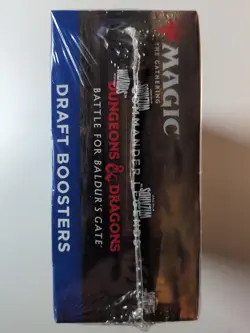 MAGIC
THE GATHERING
COMMANDER LEGENDS
DUNGEONS & DRAGONS
BATTLE FOR BALDUR'S GATE
DRAFT BOOSTERS